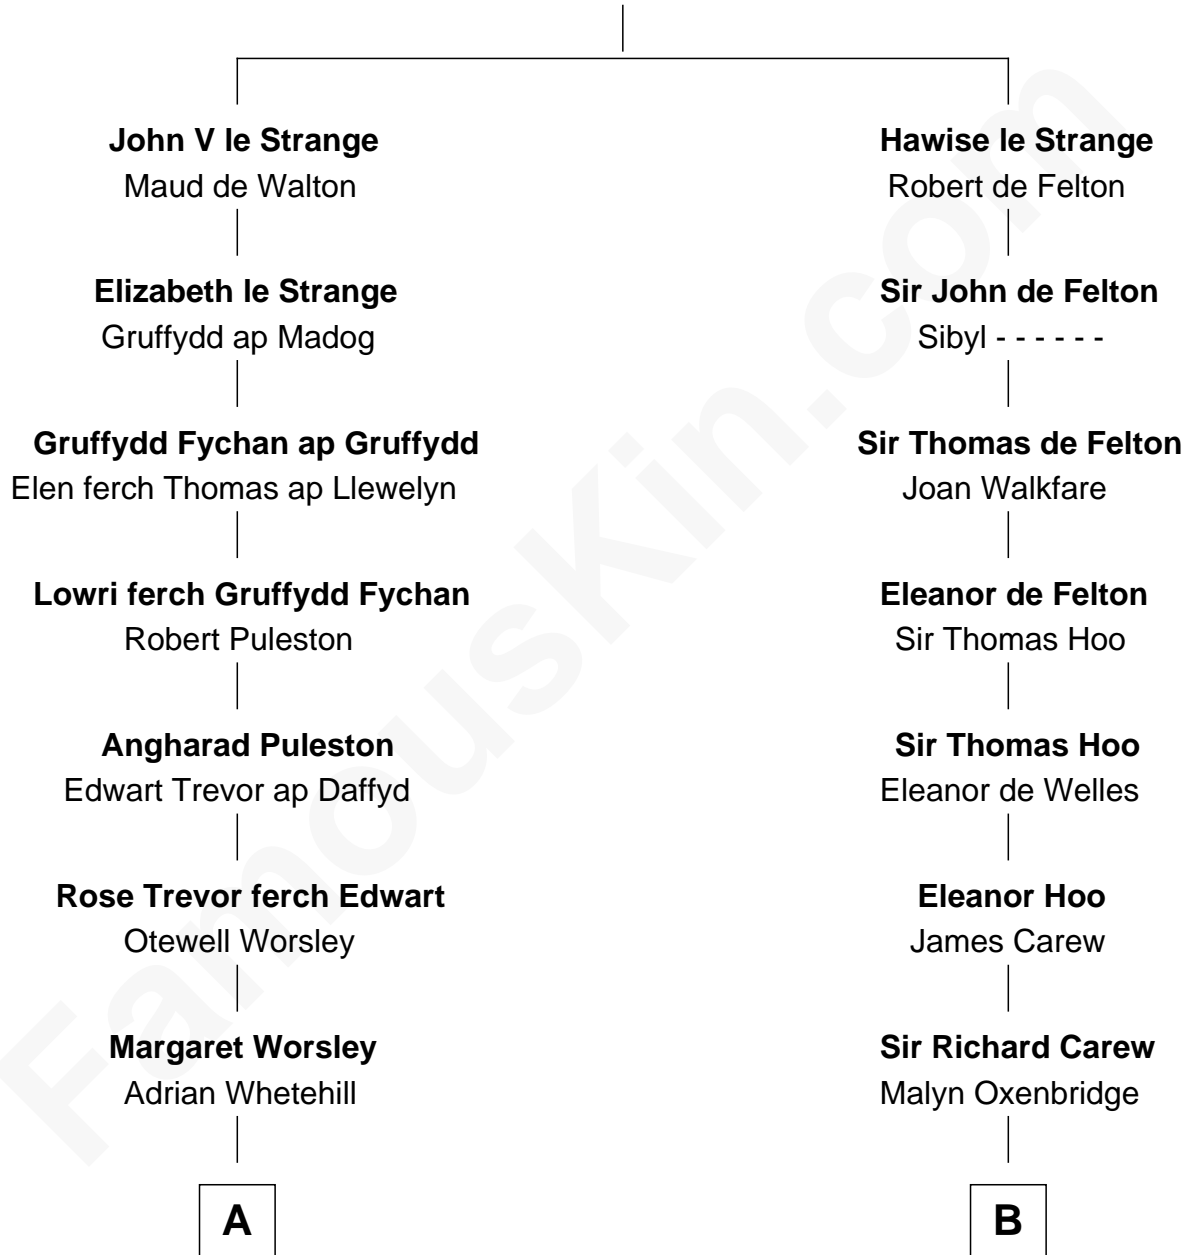 John V le Strange
Maud de Walton
Hawise le Strange
Robert de Felton
Elizabeth le Strange
Gruffydd ap Madog
Sir John de Felton
Sibyl - - - - - -
Gruffydd Fychan ap Gruffydd
Elen ferch Thomas ap Llewelyn
Sir Thomas de Felton
Joan Walkfare
Lowri ferch Gruffydd Fychan
Robert Puleston
Eleanor de Felton
Sir Thomas Hoo
Angharad Puleston
Edwart Trevor ap Daffyd
Sir Thomas Hoo
Eleanor de Welles
Rose Trevor ferch Edwart
Otewell Worsley
Eleanor Hoo
James Carew
Margaret Worsley
Adrian Whetehill
Sir Richard Carew
Malyn Oxenbridge
A
B
FamousKin.com